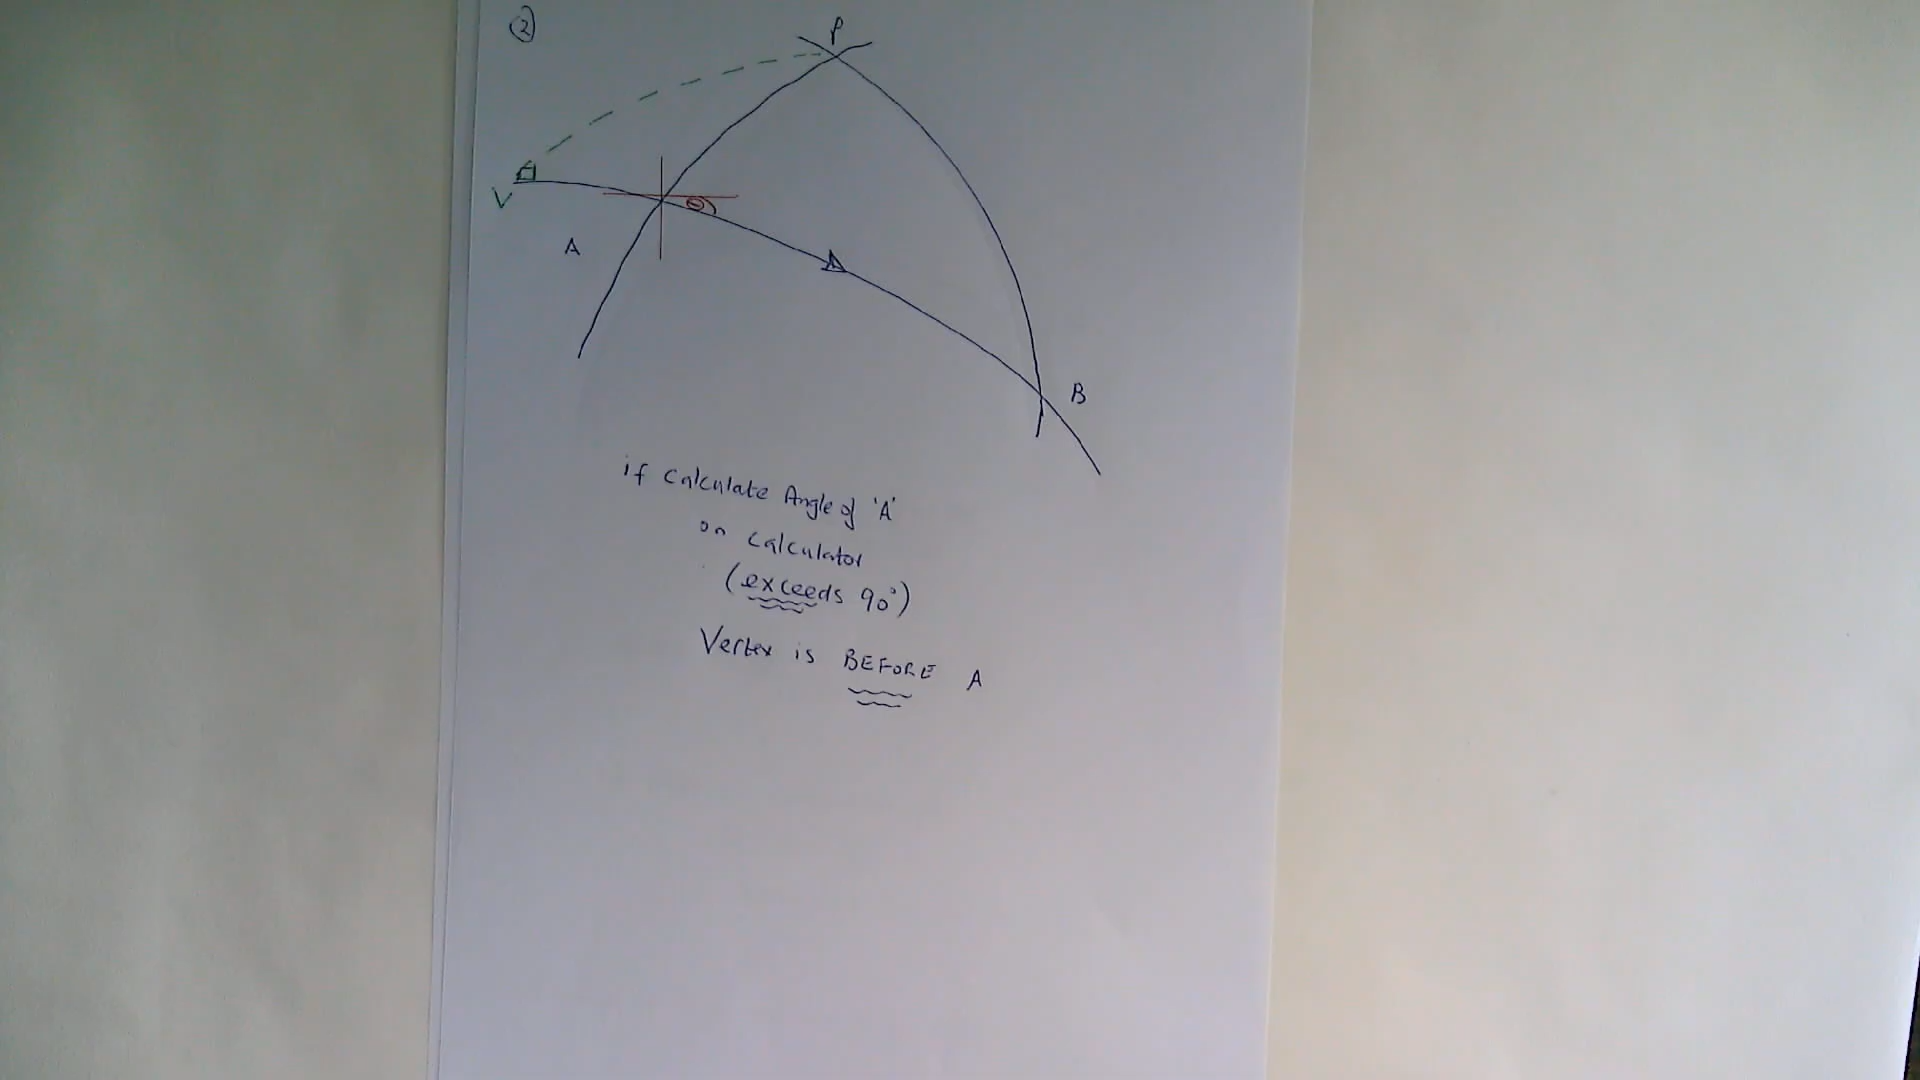 2
P
V
θ
A
B
if calculate Angle of 'A'
on calculator
(exceeds 90°)
Vertex is BEFORE A